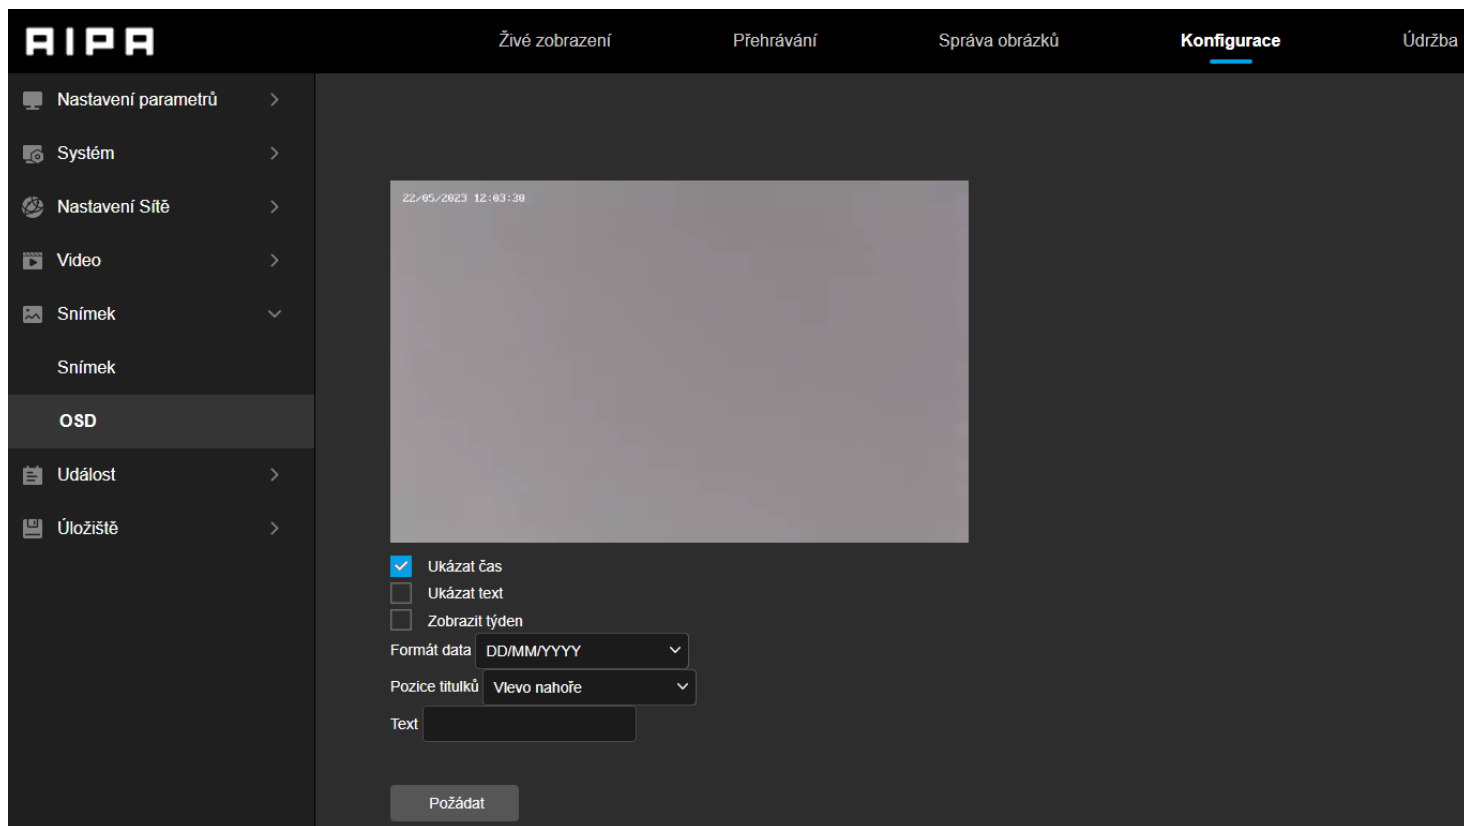 AIPA
Živé zobrazení Přehrávání Správa obrázků Konfigurace Údržba
Nastavení parametrů
Systém
Nastavení Sítě
Video
Snímek
Snímek
OSD
Událost
Úložiště
22/05/2023 12:03:30
Ukázat čas
Ukázat text
Zobrazit týden
Formát data DD/MM/YYYY
Pozice titulků Vlevo nahoře
Text
Požádat